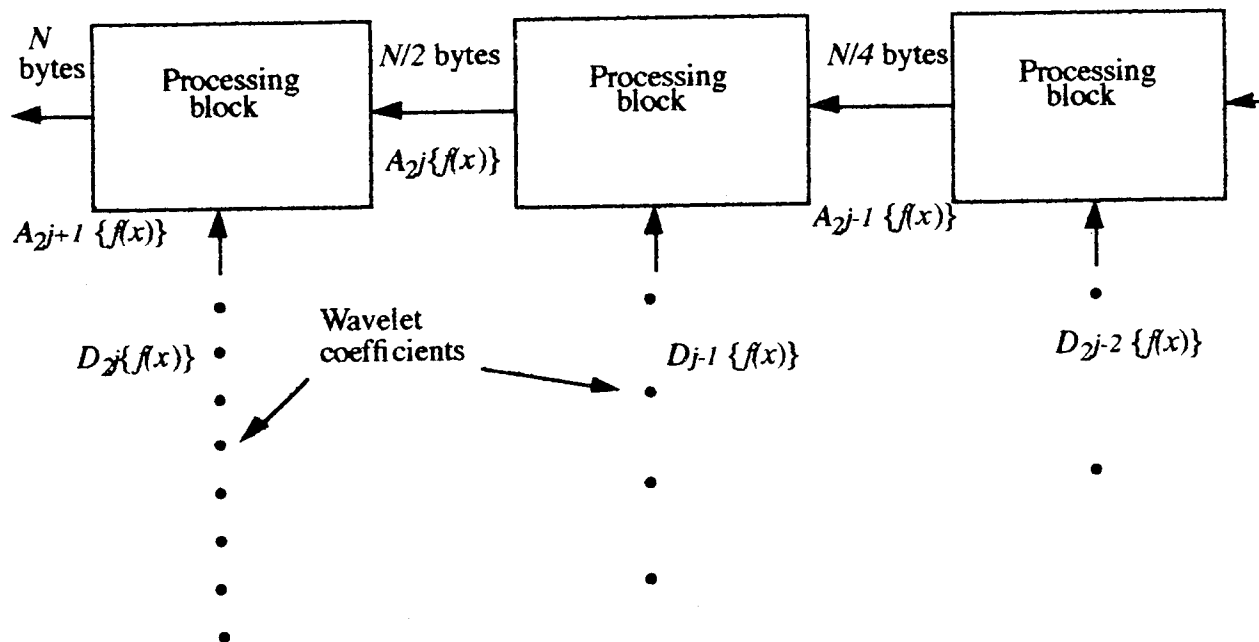 N
bytes
Processing
block
N/2 bytes
Processing
block
N/4 bytes
Processing
block
A2j{f(x)}
A2j+1 {f(x)}
A2j-1 {f(x)}
Wavelet
coefficients
D2j{f(x)}
Dj-1 {f(x)}
D2j-2 {f(x)}